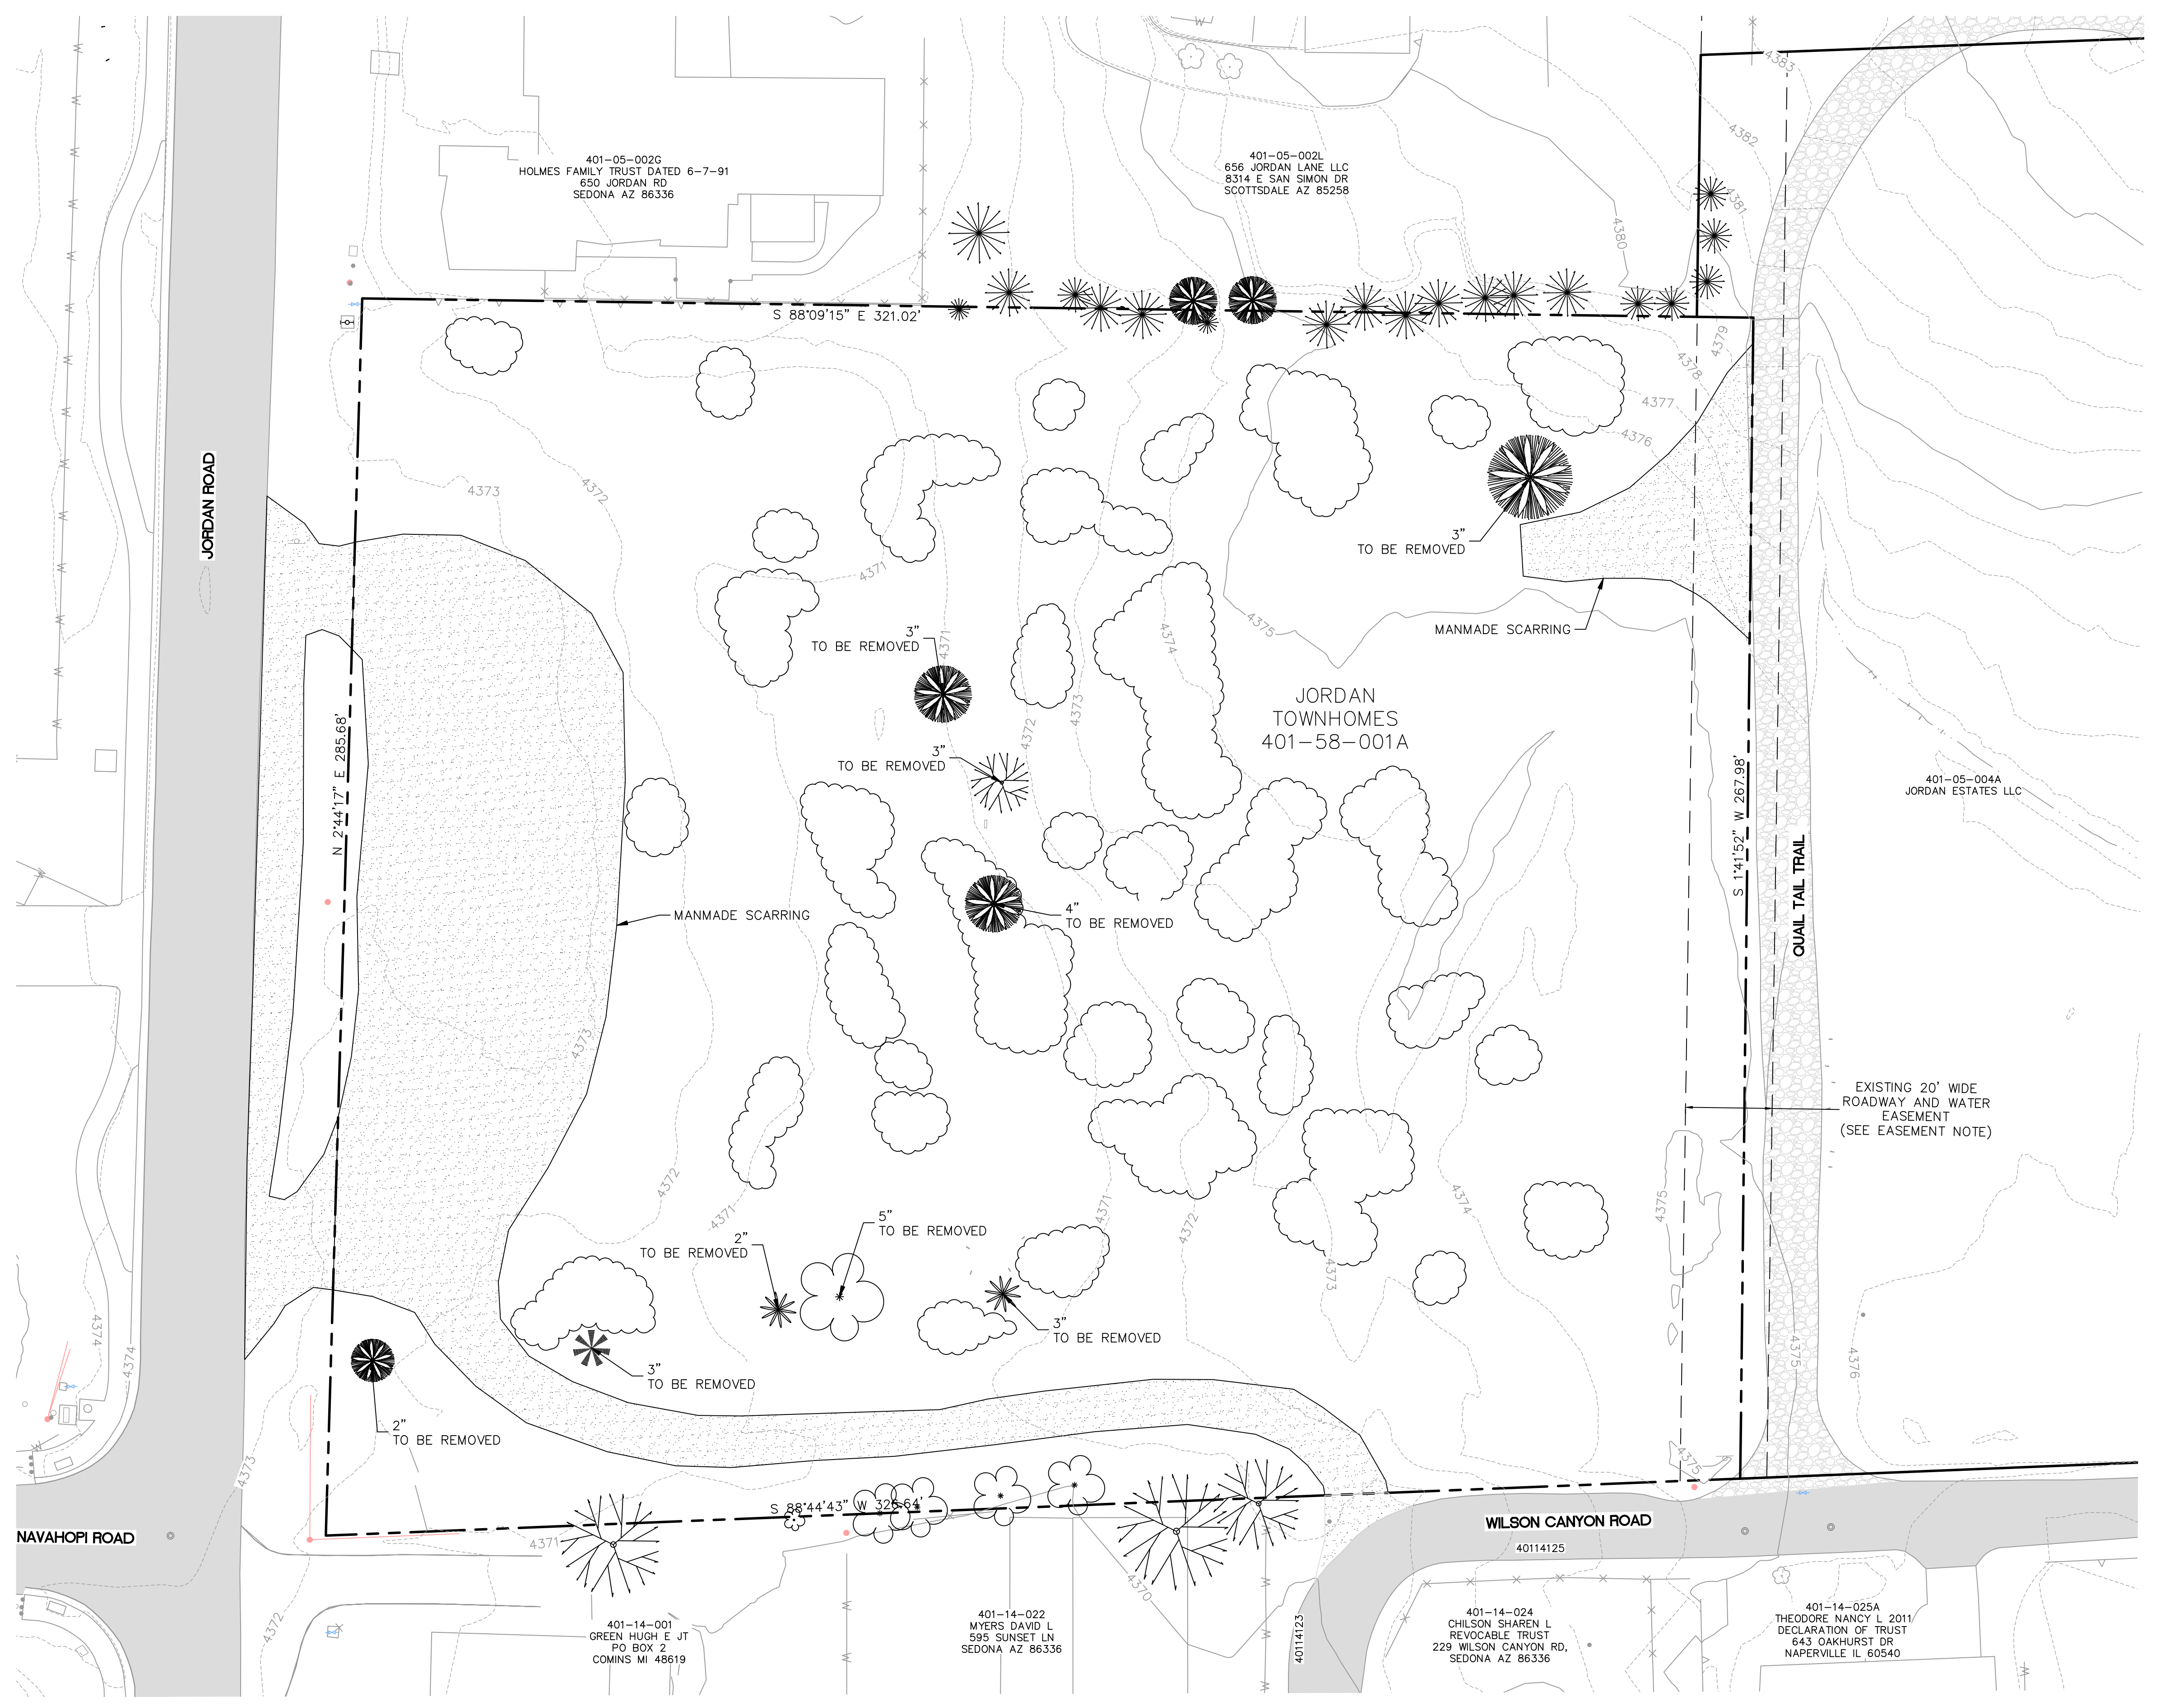 4383
4382
401-05-002G
HOLMES FAMILY TRUST DATED 6-7-91
650 JORDAN RD
SEDONA AZ 86336
401-05-002L
656 JORDAN LANE LLC
8314 E SAN SIMON DR
SCOTTSDALE AZ 85258
4381
4380
S 88°09'15" E 321.02'
4379
4378
4377
4376
JORDAN ROAD
4373
4372
3"
TO BE REMOVED
4371
4375
MANMADE SCARRING
3"
TO BE REMOVED
4371
4374
JORDAN
TOWNHOMES
401-58-001A
4372
4373
3"
TO BE REMOVED
N 2°44'17" E 285.68'
S 1°41'52" W 267.98'
401-05-004A
JORDAN ESTATES LLC
QUAIL TAIL TRAIL
MANMADE SCARRING
4"
TO BE REMOVED
4373
EXISTING 20' WIDE
ROADWAY AND WATER
EASEMENT
(SEE EASEMENT NOTE)
4372
4371
4371
4372
4374
4375
5"
TO BE REMOVED
2"
TO BE REMOVED
4373
3"
TO BE REMOVED
4374
4374
4375
4376
3"
TO BE REMOVED
2"
TO BE REMOVED
4373
4375
S 88°44'43" W 326.64'
NAVAHOPI ROAD
4371
WILSON CANYON ROAD
40114125
4370
4372
401-14-001
GREEN HUGH E JT
PO BOX 2
COMINS MI 48619
401-14-022
MYERS DAVID L
595 SUNSET LN
SEDONA AZ 86336
40114123
401-14-024
CHILSON SHAREN L
REVOCABLE TRUST
229 WILSON CANYON RD,
SEDONA AZ 86336
401-14-025A
THEODORE NANCY L 2011
DECLARATION OF TRUST
643 OAKHURST DR
NAPERVILLE IL 60540